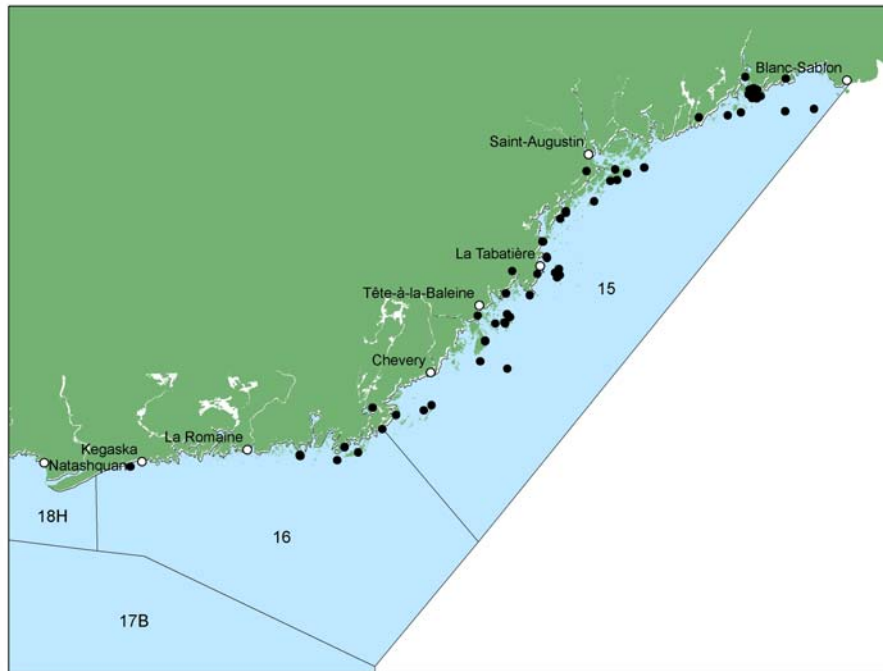 Blanc-Sablon
Saint-Augustin
La Tabatière
15
Tête-à-la-Baleine
Chevery
La Romaine
Kegaska
Natashquan
18H
16
17B